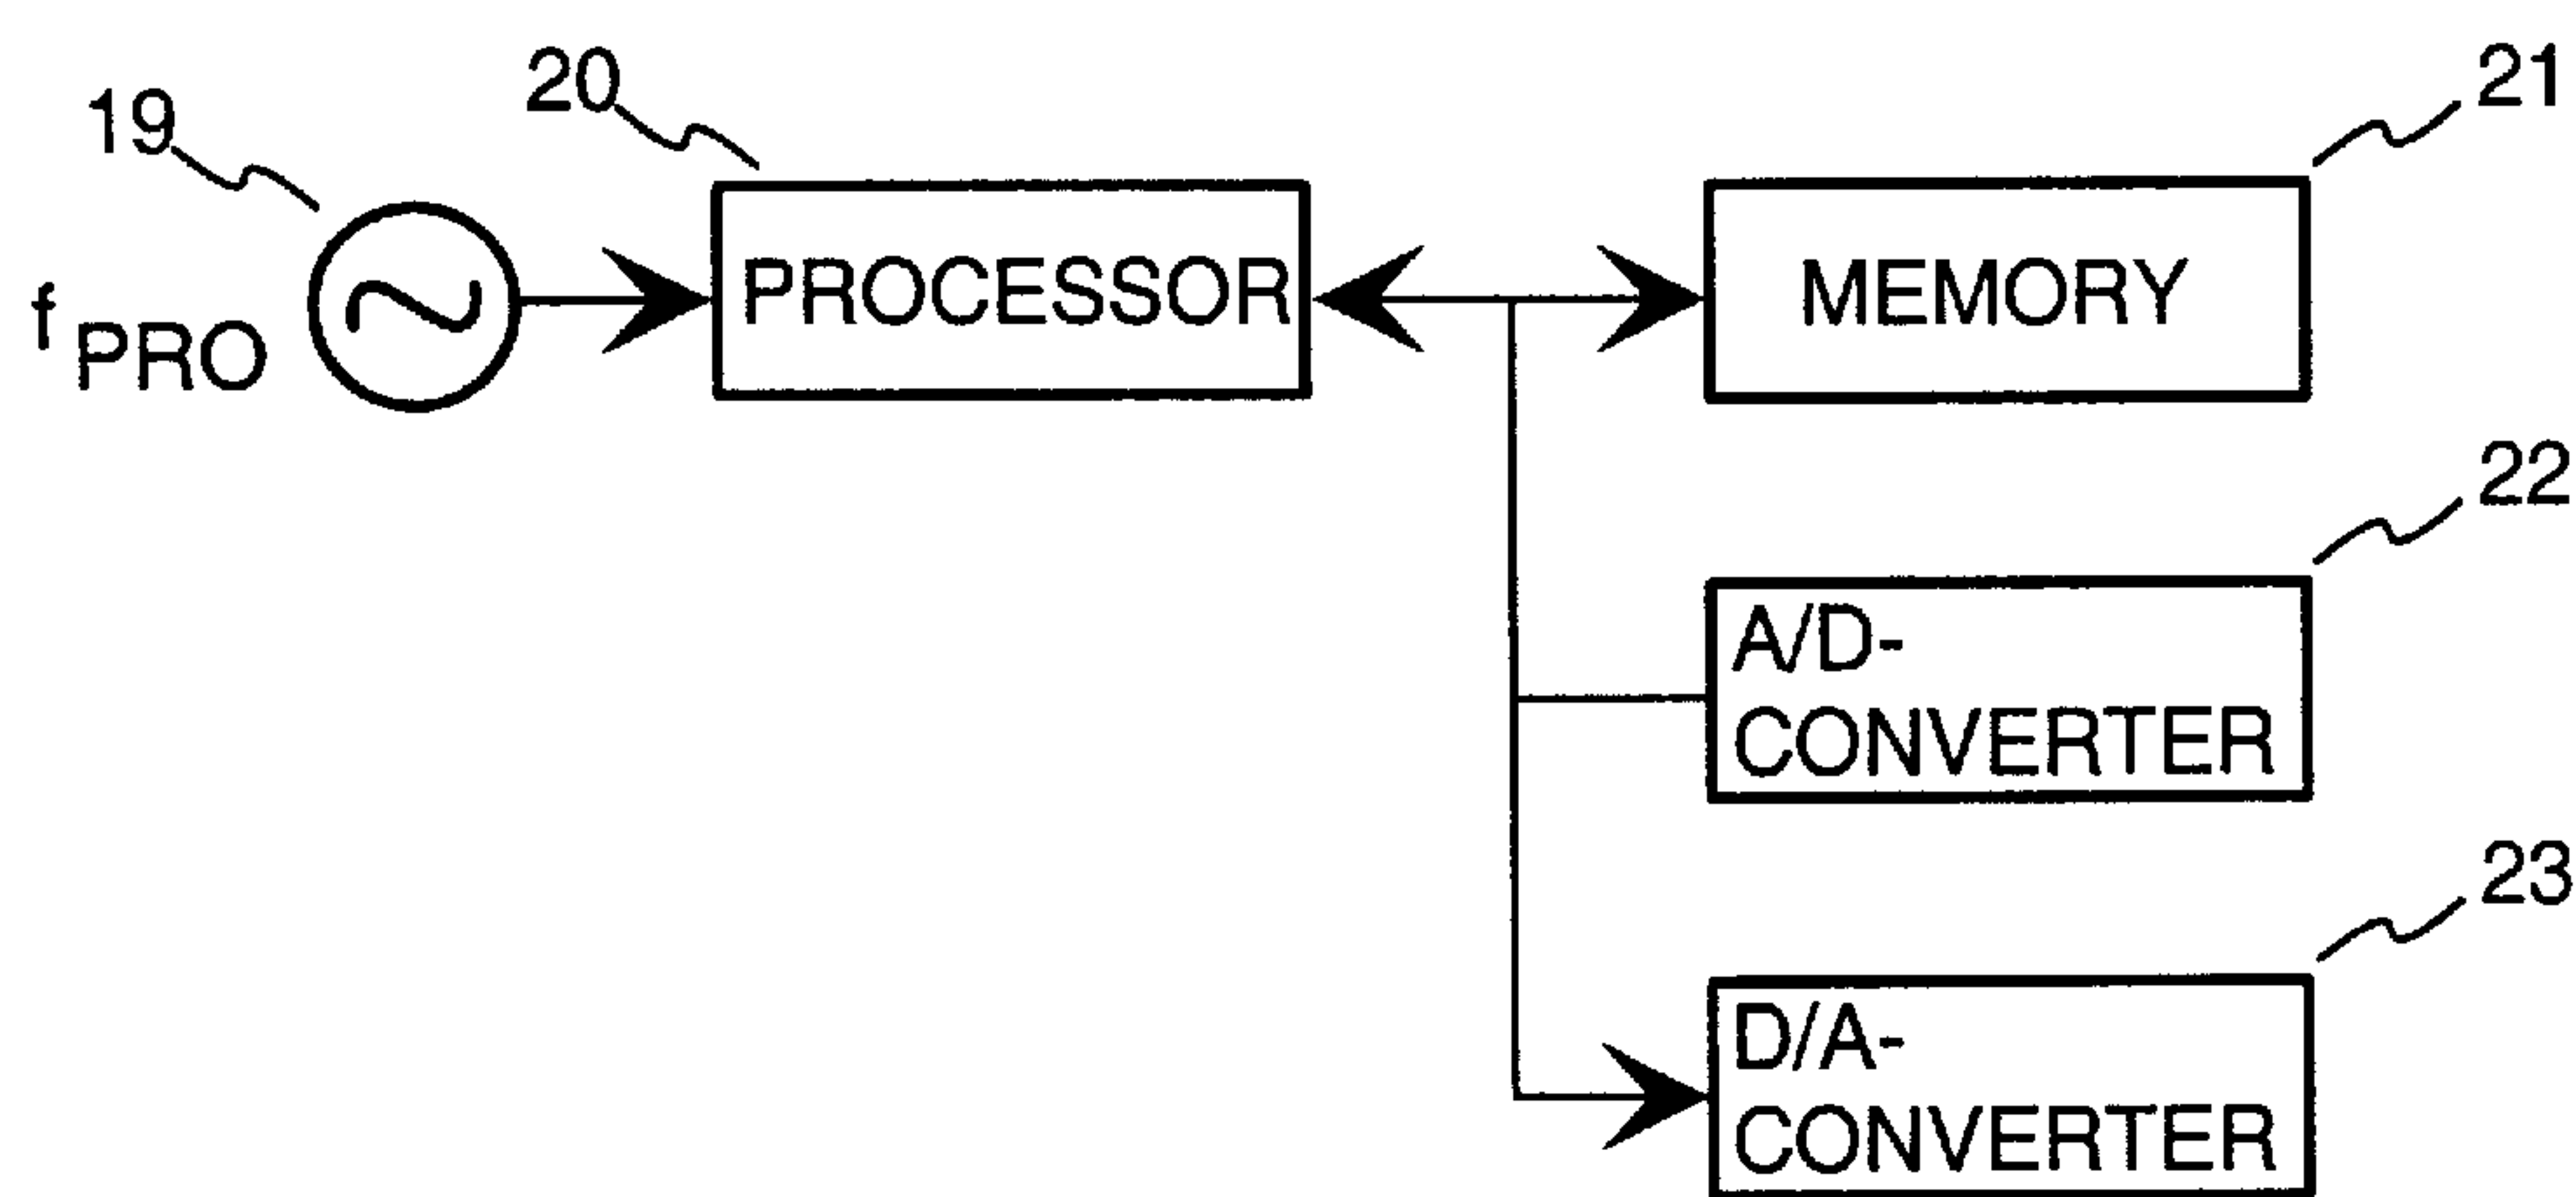 19
20
21
f PRO
PROCESSOR
MEMORY
22
A/D-
CONVERTER
23
D/A-
CONVERTER